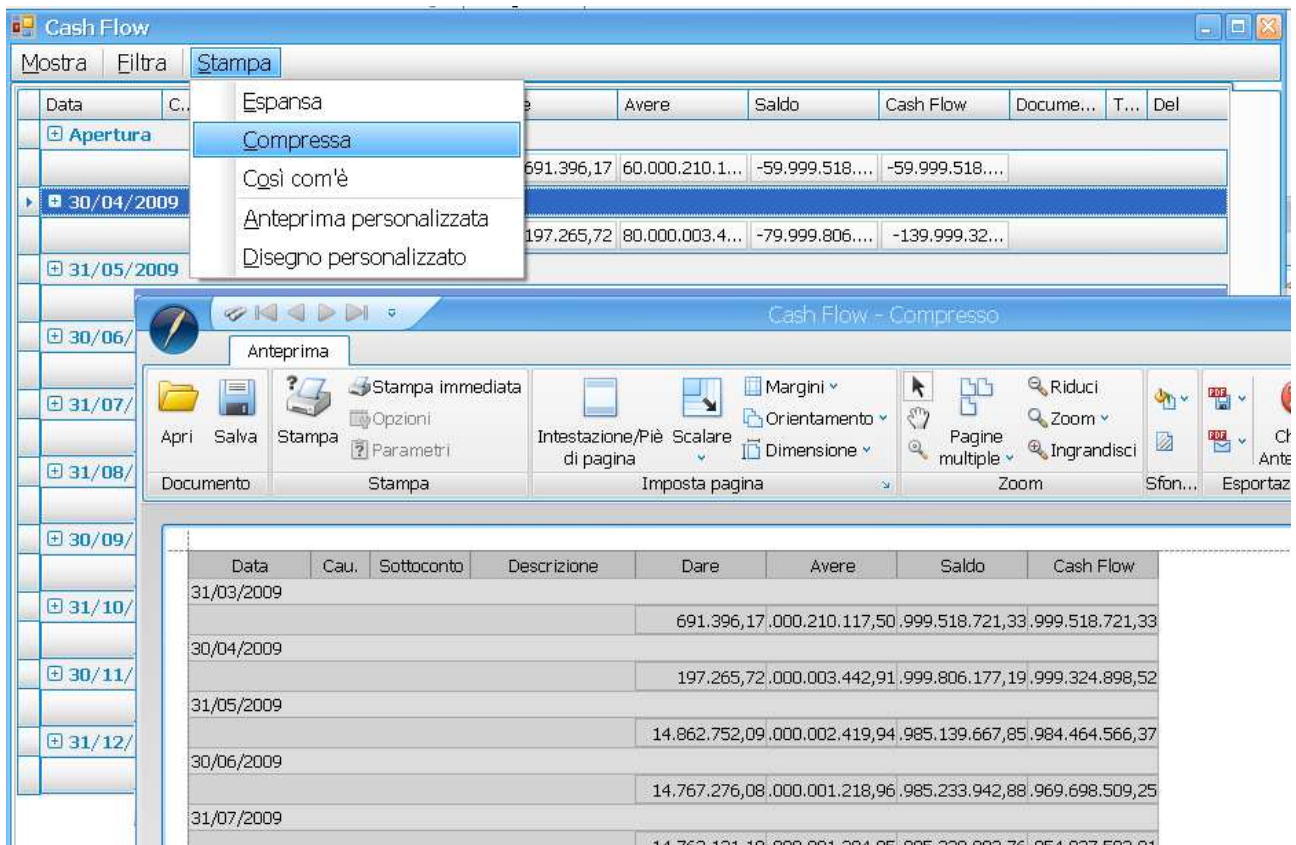 Cash Flow
Mostra Filtra Stampa
Espansa
Compressa
Così com'è
Anteprima personalizzata
Disegno personalizzato
Data C... Avere Saldo Cash Flow Docume... T... Del
Apertura
691.396,17 60.000.210.1... -59.999.518.... -59.999.518....
30/04/2009
197.265,72 80.000.003.4... -79.999.806.... -139.999.32...
31/05/2009
30/06/
31/07/
31/08/
30/09/
31/10/
30/11/
31/12/
Cash Flow - Compresso
Anteprima
Apri Salva Stampa Stampa immediata
Opzioni
Parametri
Intestazione/Piè di pagina Scalare Margini
Orientamento
Dimensione
Pagine multiple Riduci
Zoom
Ingrandisci
PDF
PDF
Ch
Ante
Documento Stampa Imposta pagina Zoom Sfon... Esportaz
Data Cau. Sottoconto Descrizione Dare Avere Saldo Cash Flow
31/03/2009
691.396,17 .000.210.117,50 .999.518.721,33 .999.518.721,33
30/04/2009
197.265,72 .000.003.442,91 .999.806.177,19 .999.324.898,52
31/05/2009
14.862.752,09 .000.002.419,94 .985.139.667,85 .984.464.566,37
30/06/2009
14.767.276,08 .000.001.218,96 .985.233.942,88 .969.698.509,25
31/07/2009